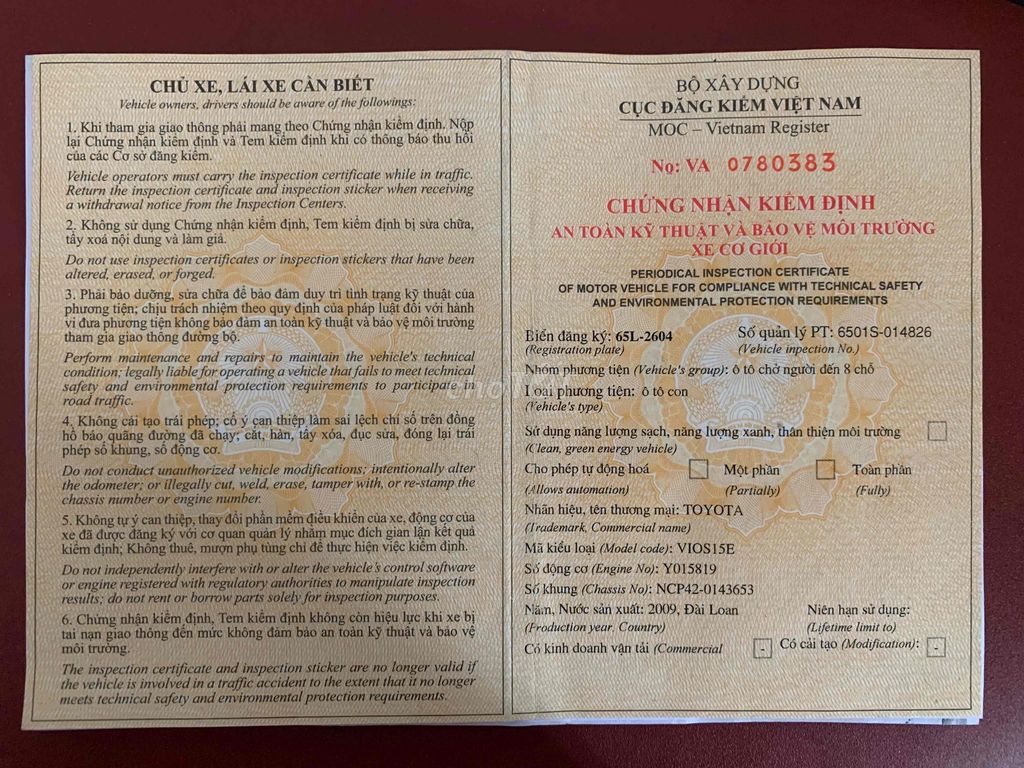 CHỦ XE, LÁI XE CẦN BIẾT
Vehicle owners, drivers should be aware of the followings:
1. Khi tham gia giao thông phải mang theo Chứng nhận kiểm định. Nộp
lại Chứng nhận kiểm định và Tem kiểm định khi có thông báo thu hồi
của các Cơ sở đăng kiểm.
Vehicle operators must carry the inspection certificate while in traffic.
Return the inspection certificate and inspection sticker when receiving
a withdrawal notice from the Inspection Centers.
2. Không sử dụng Chứng nhận kiểm định, Tem kiểm định bị sửa chữa,
tẩy xoá nội dung và làm giả.
Do not use inspection certificates or inspection stickers that have been
altered, erased, or forged.
3. Phải bảo dưỡng, sửa chữa để bảo đảm duy trì tình trạng kỹ thuật của
phương tiện; chịu trách nhiệm theo quy định của pháp luật đối với hành
vi đưa phương tiện không bảo đảm an toàn kỹ thuật và bảo vệ môi trường
tham gia giao thông đường bộ.
Perform maintenance and repairs to maintain the vehicle's technical
condition; legally liable for operating a vehicle that fails to meet technical
safety and environmental protection requirements to participate in
road traffic.
4. Không cải tạo trái phép; cố ý can thiệp làm sai lệch chỉ số trên đồng
hồ báo quãng đường đã chạy; cắt, hàn, tẩy xóa, đục sửa, đóng lại trái
phép số khung, số động cơ.
Do not conduct unauthorized vehicle modifications; intentionally alter
the odometer; or illegally cut, weld, erase, tamper with, or re-stamp the
chassis number or engine number.
5. Không tự ý can thiệp, thay đổi phần mềm điều khiển của xe, động cơ của
xe đã được đăng ký với cơ quan quản lý nhằm mục đích gian lận kết quả
kiểm định; Không thuê, mượn phụ tùng chỉ để thực hiện việc kiểm định.
Do not independently interfere with or alter the vehicle's control software
or engine registered with regulatory authorities to manipulate inspection
results; do not rent or borrow parts solely for inspection purposes.
6. Chứng nhận kiểm định, Tem kiểm định không còn hiệu lực khi xe bị
tai nạn giao thông đến mức không đảm bảo an toàn kỹ thuật và bảo vệ
môi trường.
The inspection certificate and inspection sticker are no longer valid if
the vehicle is involved in a traffic accident to the extent that it no longer
meets technical safety and environmental protection requirements.
BỘ XÂY DỰNG
CỤC ĐĂNG KIỂM VIỆT NAM
MOC – Vietnam Register
No: VA 0780383
CHỨNG NHẬN KIỂM ĐỊNH
AN TOÀN KỸ THUẬT VÀ BẢO VỆ MÔI TRƯỜNG
XE CƠ GIỚI
PERIODICAL INSPECTION CERTIFICATE
OF MOTOR VEHICLE FOR COMPLIANCE WITH TECHNICAL SAFETY
AND ENVIRONMENTAL PROTECTION REQUIREMENTS
Biển đăng ký: 65L-2604 Số quản lý PT: 6501S-014826
(Registration plate) (Vehicle inspection No.)
Nhóm phương tiện (Vehicle's group): ô tô chở người đến 8 chỗ
Loại phương tiện: ô tô con
(Vehicle's type)
Sử dụng năng lượng sạch, năng lượng xanh, thân thiện môi trường
(Clean, green energy vehicle)
Cho phép tự động hoá Một phần Toàn phần
(Allows automation) (Partially) (Fully)
Nhãn hiệu, tên thương mại: TOYOTA
(Trademark, Commercial name)
Mã kiểu loại (Model code): VIOS15E
Số động cơ (Engine No): Y015819
Số khung (Chassis No): NCP42-0143653
Năm, Nước sản xuất: 2009, Đài Loan Niên hạn sử dụng:
(Production year, Country) (Lifetime limit to)
Có kinh doanh vận tải (Commercial - Có cải tạo (Modification): -